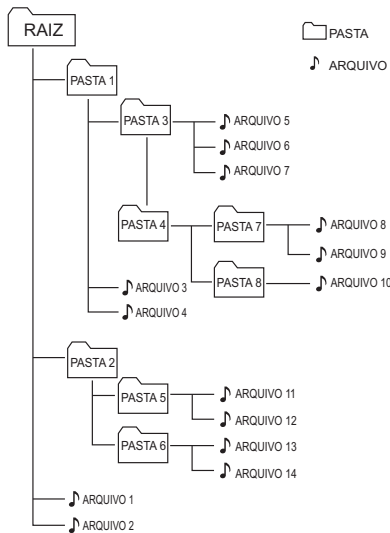 RAIZ
PASTA
ARQUIVO
PASTA 1
PASTA 3
ARQUIVO 5
ARQUIVO 6
ARQUIVO 7
PASTA 4
PASTA 7
ARQUIVO 8
ARQUIVO 9
PASTA 8
ARQUIVO 10
ARQUIVO 3
ARQUIVO 4
PASTA 2
PASTA 5
ARQUIVO 11
ARQUIVO 12
PASTA 6
ARQUIVO 13
ARQUIVO 14
ARQUIVO 1
ARQUIVO 2